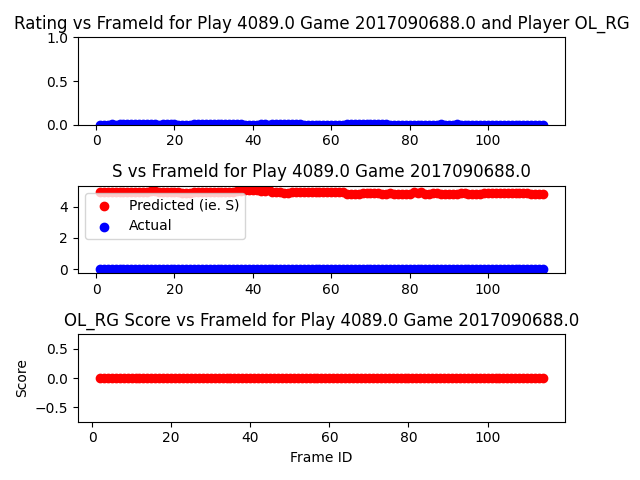 Rating vs FrameId for Play 4089.0 Game 2017090688.0 and Player OL_RG
1.0
0.5
0.0
0 20 40 60 80 100
S vs FrameId for Play 4089.0 Game 2017090688.0
4
2
0
Predicted (ie. S)
Actual
0 20 40 60 80 100
OL_RG Score vs FrameId for Play 4089.0 Game 2017090688.0
Score
0.5
0.0
−0.5
0 20 40 60 80 100
Frame ID